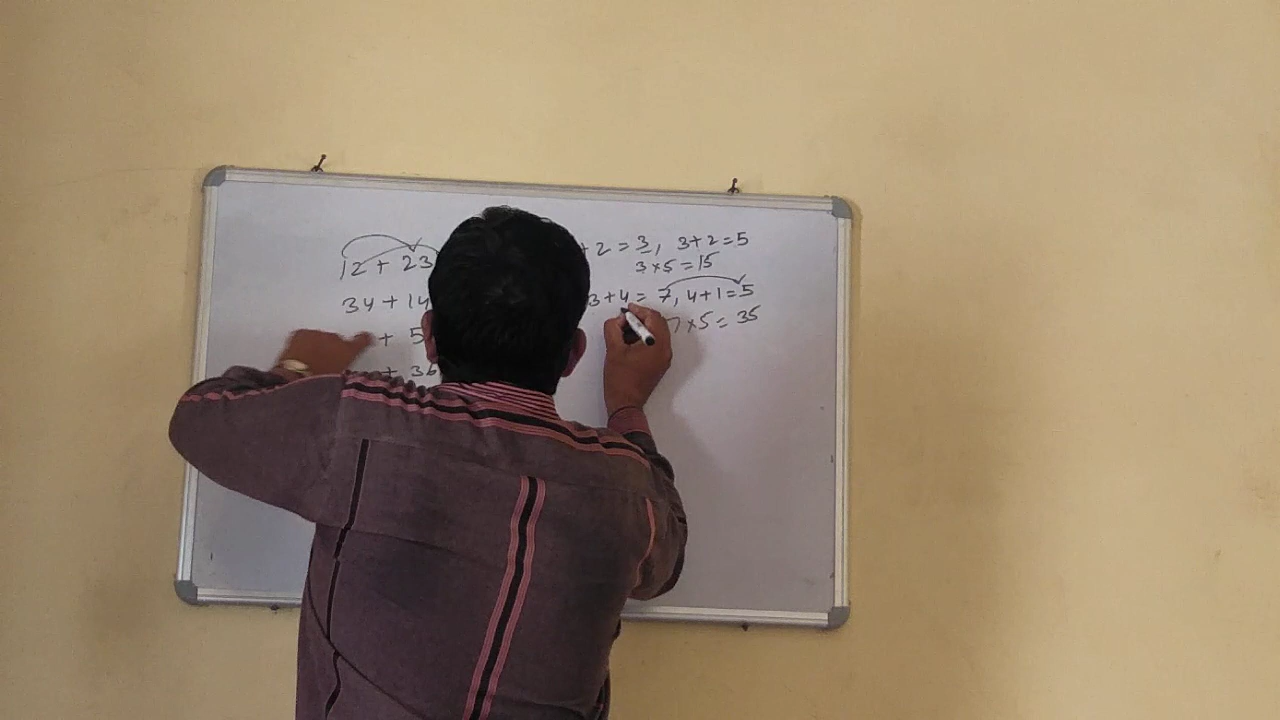 12 + 23 + 2 = 3, 3+2=5
3×5=15
34 + 14 3+4= 7, 4+1=5
7×5= 35
+ 5
+ 36